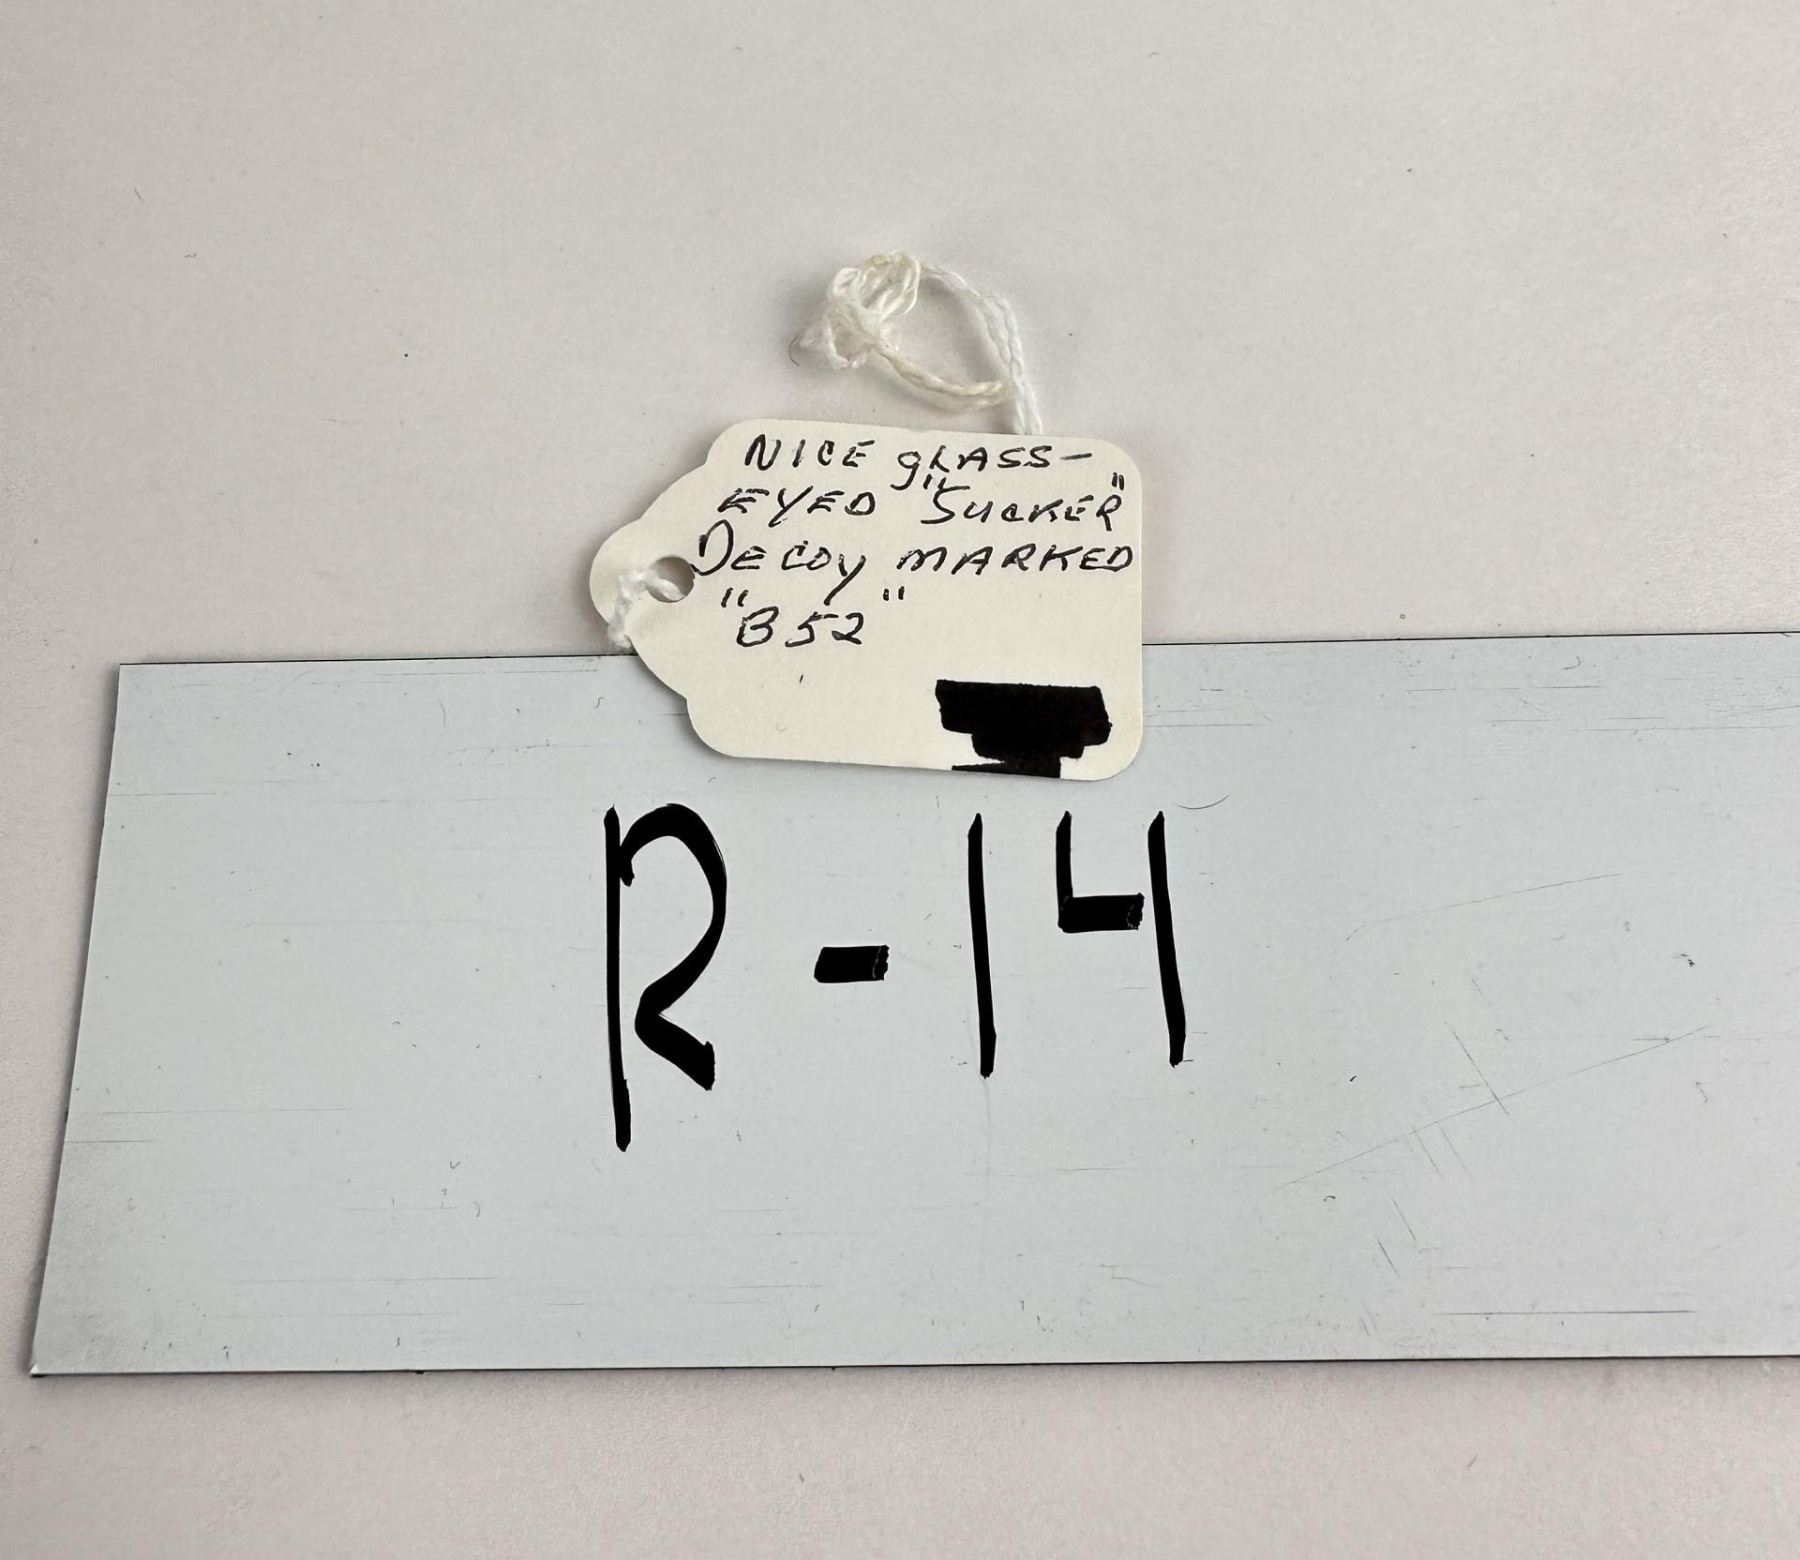 NICE gLASS-
EYED "SUCKER"
DECOY MARKED
"B52"
R-14